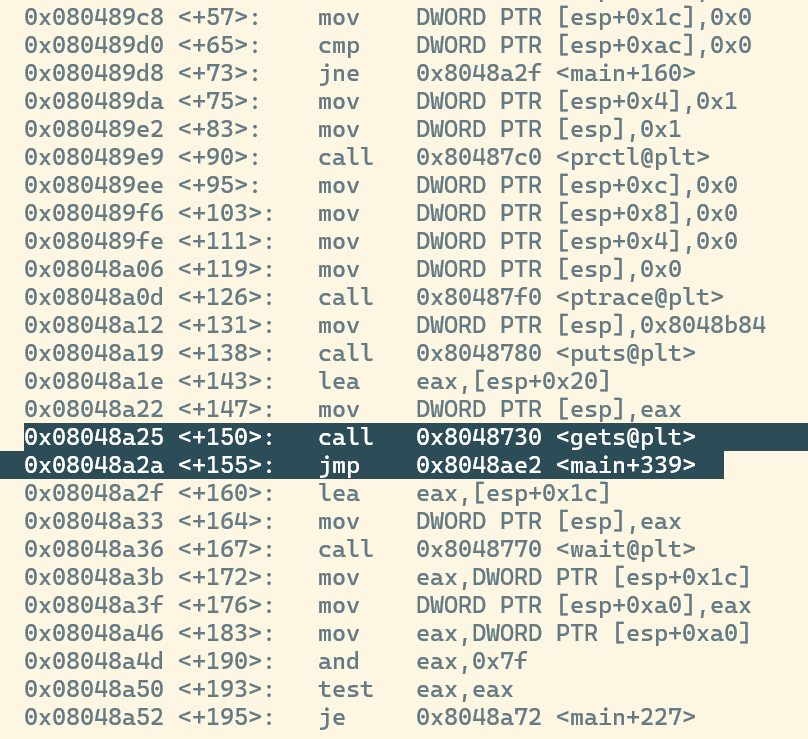 0x080489c8 <+57>: mov DWORD PTR [esp+0x1c],0x0
0x080489d0 <+65>: cmp DWORD PTR [esp+0xac],0x0
0x080489d8 <+73>: jne 0x8048a2f <main+160>
0x080489da <+75>: mov DWORD PTR [esp+0x4],0x1
0x080489e2 <+83>: mov DWORD PTR [esp],0x1
0x080489e9 <+90>: call 0x80487c0 <prctl@plt>
0x080489ee <+95>: mov DWORD PTR [esp+0xc],0x0
0x080489f6 <+103>: mov DWORD PTR [esp+0x8],0x0
0x080489fe <+111>: mov DWORD PTR [esp+0x4],0x0
0x08048a06 <+119>: mov DWORD PTR [esp],0x0
0x08048a0d <+126>: call 0x80487f0 <ptrace@plt>
0x08048a12 <+131>: mov DWORD PTR [esp],0x8048b84
0x08048a19 <+138>: call 0x8048780 <puts@plt>
0x08048a1e <+143>: lea eax,[esp+0x20]
0x08048a22 <+147>: mov DWORD PTR [esp],eax
0x08048a25 <+150>: call 0x8048730 <gets@plt>
0x08048a2a <+155>: jmp 0x8048ae2 <main+339>
0x08048a2f <+160>: lea eax,[esp+0x1c]
0x08048a33 <+164>: mov DWORD PTR [esp],eax
0x08048a36 <+167>: call 0x8048770 <wait@plt>
0x08048a3b <+172>: mov eax,DWORD PTR [esp+0x1c]
0x08048a3f <+176>: mov DWORD PTR [esp+0xa0],eax
0x08048a46 <+183>: mov eax,DWORD PTR [esp+0xa0]
0x08048a4d <+190>: and eax,0x7f
0x08048a50 <+193>: test eax,eax
0x08048a52 <+195>: je 0x8048a72 <main+227>